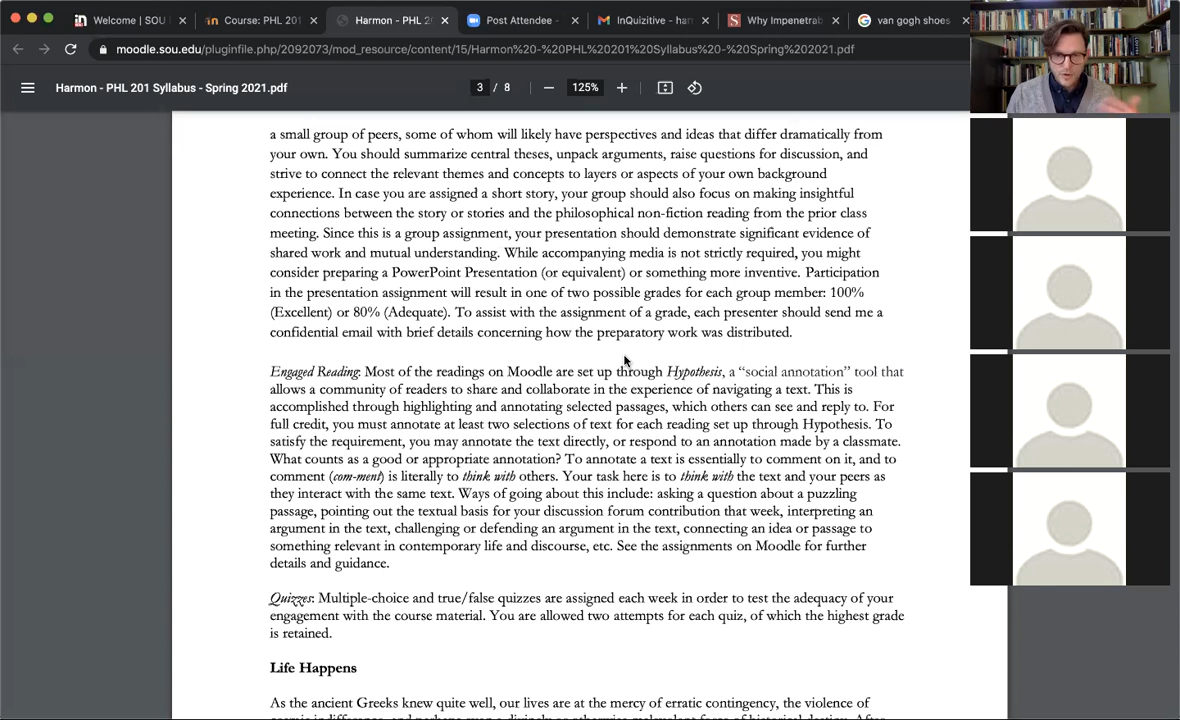 Welcome | SOU
Course: PHL 201
Harmon - PHL 2
Post Attendee -
InQuizitive - har
Why Impenetrab
van gogh shoes
moodle.sou.edu/pluginfile.php/2092073/mod_resource/content/15/Harmon%20-%20PHL%20201%20Syllabus%20-%20Spring%202021.pdf
Harmon - PHL 201 Syllabus - Spring 2021.pdf
3 / 8
125%
a small group of peers, some of whom will likely have perspectives and ideas that differ dramatically from
your own. You should summarize central theses, unpack arguments, raise questions for discussion, and
strive to connect the relevant themes and concepts to layers or aspects of your own background
experience. In case you are assigned a short story, your group should also focus on making insightful
connections between the story or stories and the philosophical non-fiction reading from the prior class
meeting. Since this is a group assignment, your presentation should demonstrate significant evidence of
shared work and mutual understanding. While accompanying media is not strictly required, you might
consider preparing a PowerPoint Presentation (or equivalent) or something more inventive. Participation
in the presentation assignment will result in one of two possible grades for each group member: 100%
(Excellent) or 80% (Adequate). To assist with the assignment of a grade, each presenter should send me a
confidential email with brief details concerning how the preparatory work was distributed.
Engaged Reading: Most of the readings on Moodle are set up through Hypothesis, a “social annotation” tool that
allows a community of readers to share and collaborate in the experience of navigating a text. This is
accomplished through highlighting and annotating selected passages, which others can see and reply to. For
full credit, you must annotate at least two selections of text for each reading set up through Hypothesis. To
satisfy the requirement, you may annotate the text directly, or respond to an annotation made by a classmate.
What counts as a good or appropriate annotation? To annotate a text is essentially to comment on it, and to
comment (com-ment) is literally to think with others. Your task here is to think with the text and your peers as
they interact with the same text. Ways of going about this include: asking a question about a puzzling
passage, pointing out the textual basis for your discussion forum contribution that week, interpreting an
argument in the text, challenging or defending an argument in the text, connecting an idea or passage to
something relevant in contemporary life and discourse, etc. See the assignments on Moodle for further
details and guidance.
Quizzes: Multiple-choice and true/false quizzes are assigned each week in order to test the adequacy of your
engagement with the course material. You are allowed two attempts for each quiz, of which the highest grade
is retained.
Life Happens
As the ancient Greeks knew quite well, our lives are at the mercy of erratic contingency, the violence of